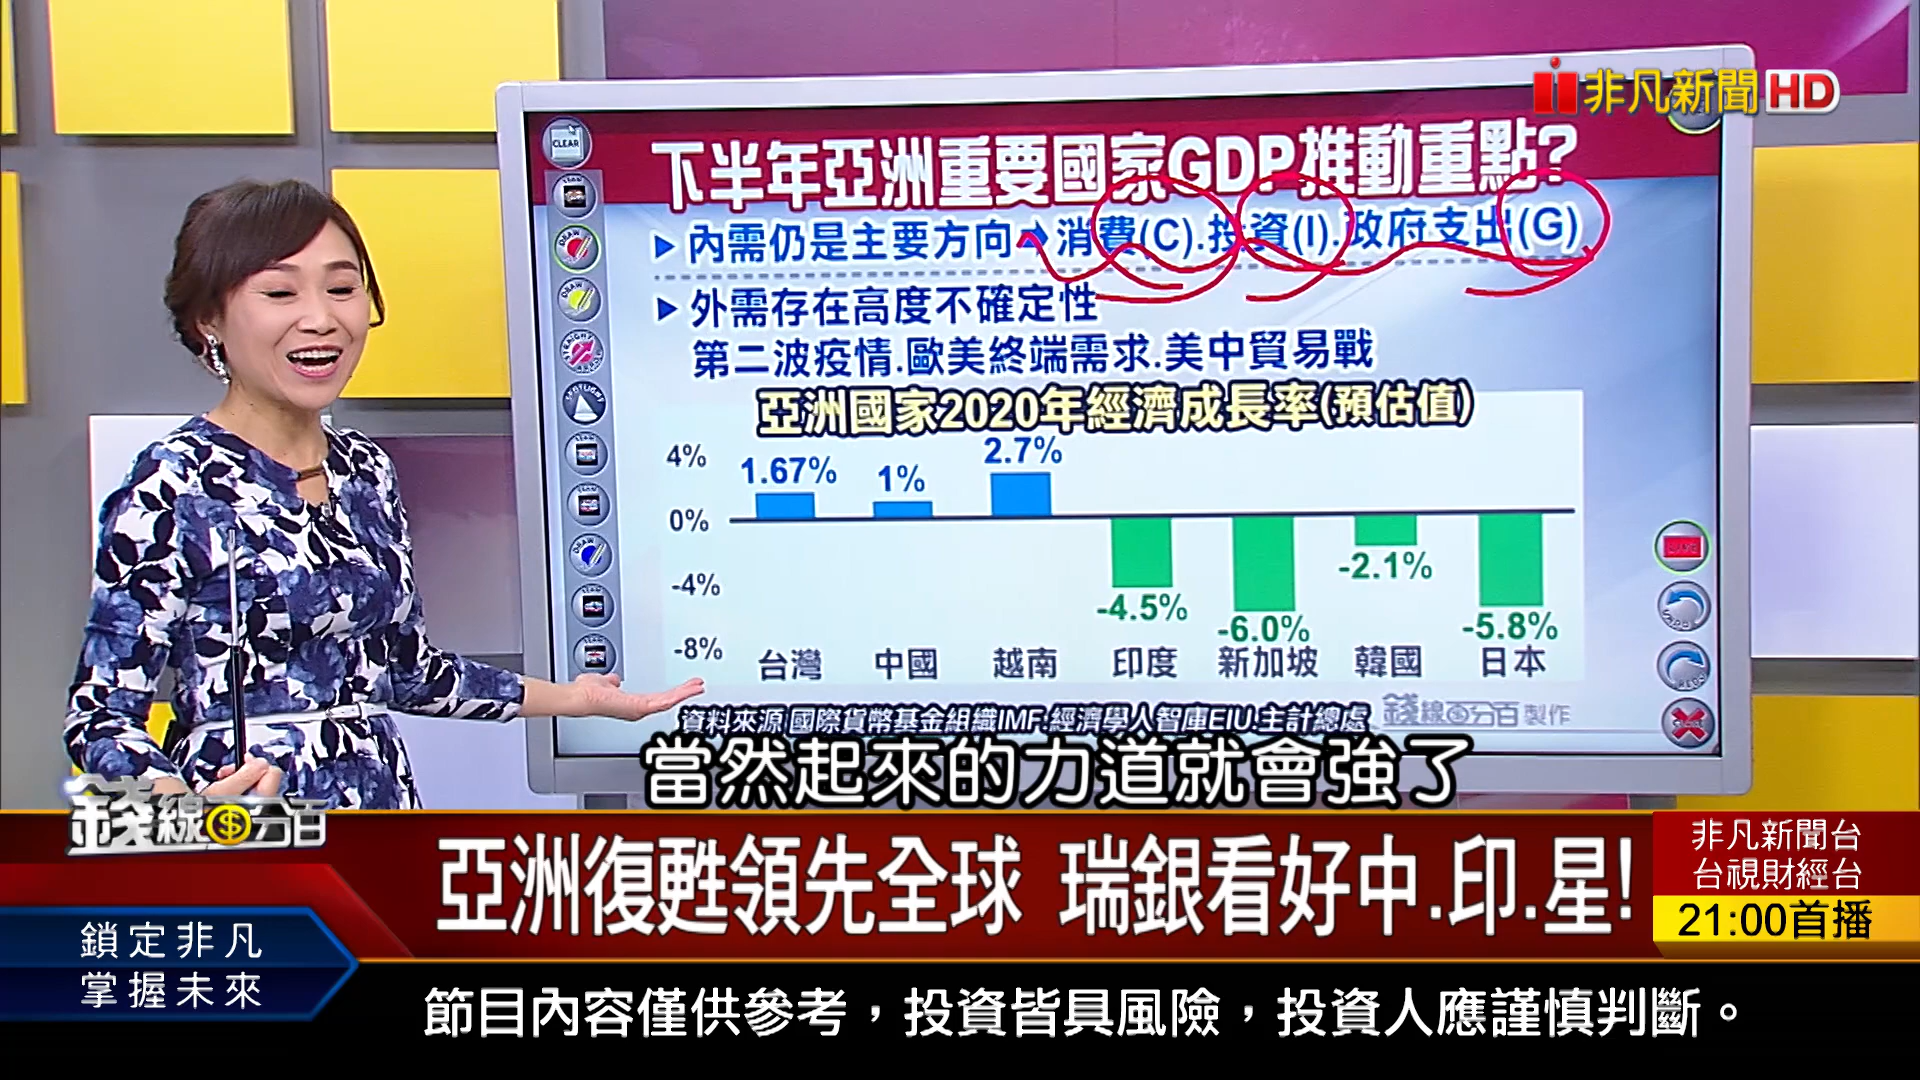 非凡新聞HD
CLEAR
下半年亞洲重要國家GDP推動重點?
內需仍是主要方向➔消費(C).投資(I).政府支出(G)
外需存在高度不確定性
第二波疫情.歐美終端需求.美中貿易戰
亞洲國家2020年經濟成長率(預估值)
4%
0%
-4%
-8%
1.67%
1%
2.7%
-4.5%
-6.0%
-2.1%
-5.8%
台灣
中國
越南
印度
新加坡
韓國
日本
DRAW
DRAW
DRAW
資料來源 國際貨幣基金組織IMF.經濟學人智庫EIU.主計總處
錢線百分百 製作
當然起來的力道就會強了
錢線$百分百
亞洲復甦領先全球 瑞銀看好中.印.星!
非凡新聞台
台視財經台
21:00首播
鎖定非凡
掌握未來
節目內容僅供參考，投資皆具風險，投資人應謹慎判斷。